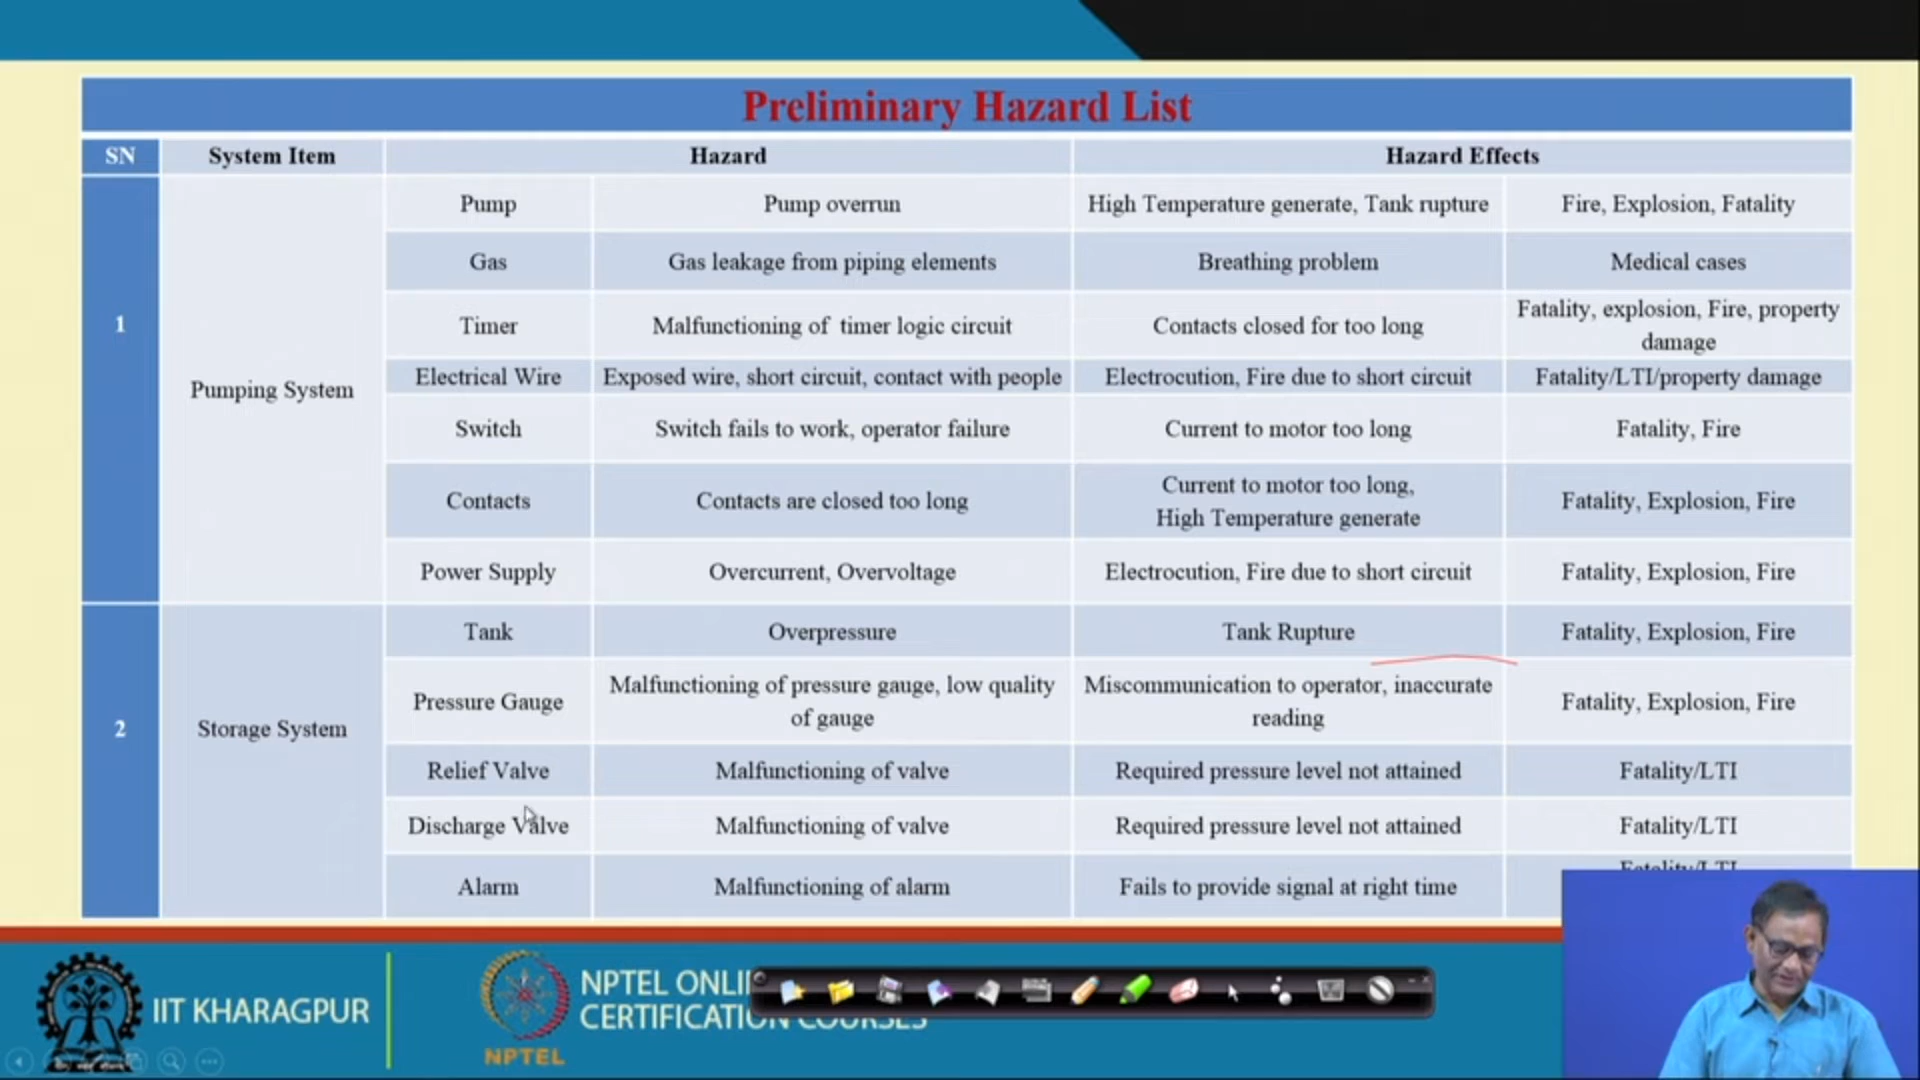 Preliminary Hazard List
SN System Item Hazard Hazard Effects
1 Pumping System
Pump Pump overrun High Temperature generate, Tank rupture Fire, Explosion, Fatality
Gas Gas leakage from piping elements Breathing problem Medical cases
Timer Malfunctioning of timer logic circuit Contacts closed for too long Fatality, explosion, Fire, property
damage
Electrical Wire Exposed wire, short circuit, contact with people Electrocution, Fire due to short circuit Fatality/LTI/property damage
Switch Switch fails to work, operator failure Current to motor too long Fatality, Fire
Contacts Contacts are closed too long Current to motor too long,
High Temperature generate Fatality, Explosion, Fire
Power Supply Overcurrent, Overvoltage Electrocution, Fire due to short circuit Fatality, Explosion, Fire
2 Storage System
Tank Overpressure Tank Rupture Fatality, Explosion, Fire
Pressure Gauge Malfunctioning of pressure gauge, low quality
of gauge Miscommunication to operator, inaccurate
reading Fatality, Explosion, Fire
Relief Valve Malfunctioning of valve Required pressure level not attained Fatality/LTI
Discharge Valve Malfunctioning of valve Required pressure level not attained Fatality/LTI
Alarm Malfunctioning of alarm Fails to provide signal at right time Fatality/LTI
IIT KHARAGPUR
NPTEL
NPTEL ONLI
CERTIFICATION COURSES